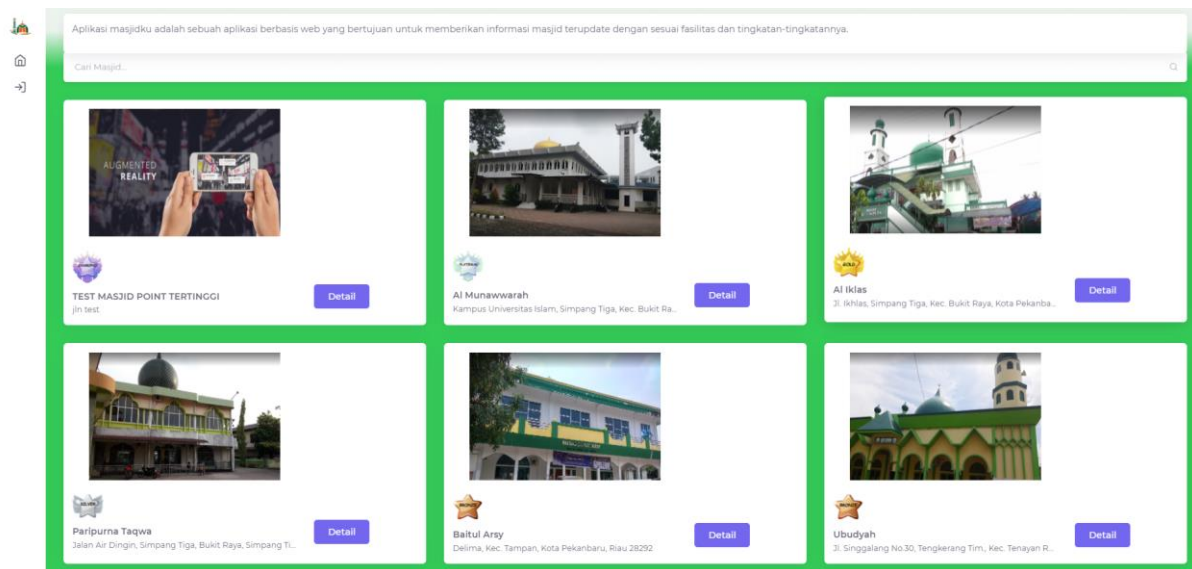 Aplikasi masjidku adalah sebuah aplikasi berbasis web yang bertujuan untuk memberikan informasi masjid terupdate dengan sesuai fasilitas dan tingkatan-tingkatannya.
Cari Masjid...
AUGMENTED
REALITY
TEST MASJID POINT TERTINGGI
jln test
Detail
Al Munawwarah
Kampus Universitas Islam, Simpang Tiga, Kec. Bukit Ra...
Detail
GOLD
Al Iklas
Jl. Ikhlas, Simpang Tiga, Kec. Bukit Raya, Kota Pekanba...
Detail
SILVER
Paripurna Taqwa
Jalan Air Dingin, Simpang Tiga, Bukit Raya, Simpang Ti...
Detail
BRONZE
Baitul Arsy
Delima, Kec. Tampan, Kota Pekanbaru, Riau 28292
Detail
BRONZE
Ubudyah
Jl. Singgalang No.30, Tengkerang Tim., Kec. Tenayan R...
Detail